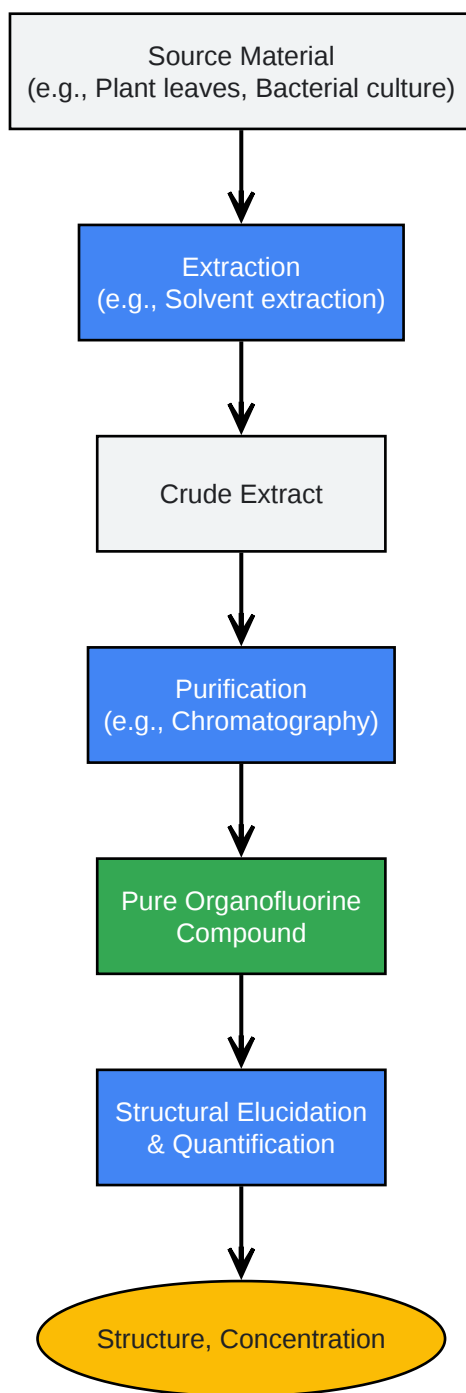 Source Material
(e.g., Plant leaves, Bacterial culture)
Extraction
(e.g., Solvent extraction)
Crude Extract
Purification
(e.g., Chromatography)
Pure Organofluorine
Compound
Structural Elucidation
& Quantification
Structure, Concentration